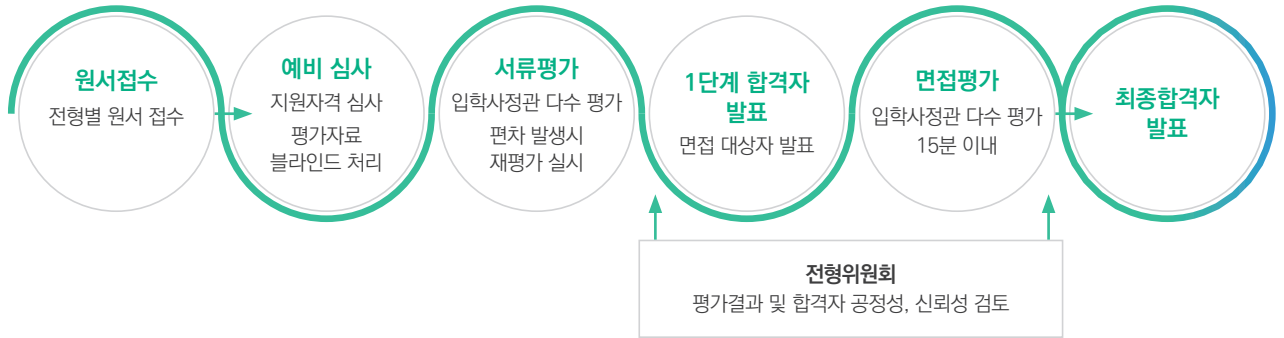 원서접수
전형별 원서 접수
예비 심사
지원자격 심사
평가자료
블라인드 처리
서류평가
입학사정관 다수 평가
편차 발생시
재평가 실시
1단계 합격자
발표
면접 대상자 발표
면접평가
입학사정관 다수 평가
15분 이내
최종합격자
발표
전형위원회
평가결과 및 합격자 공정성, 신뢰성 검토